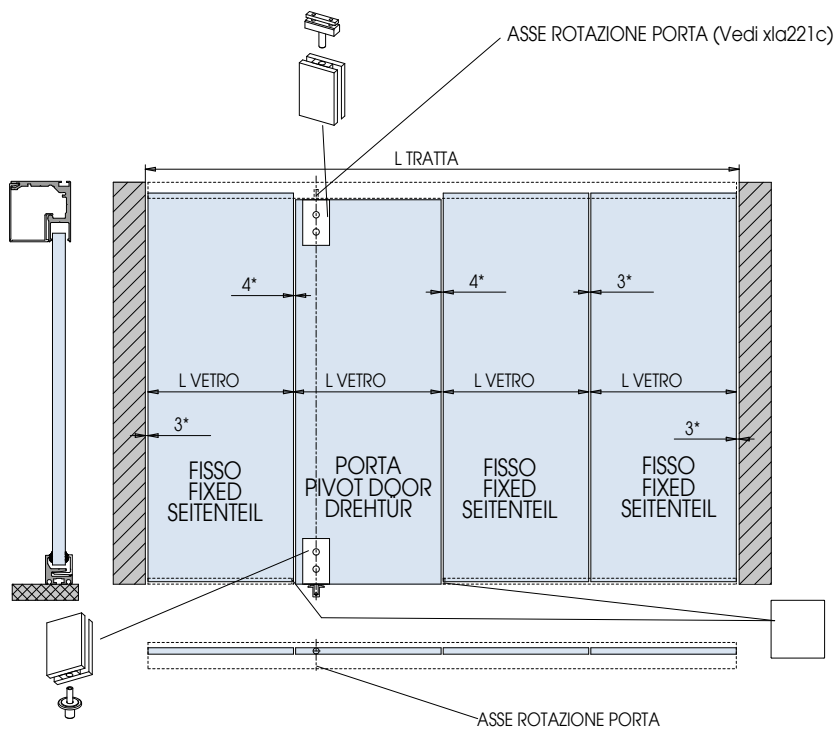 ASSE ROTAZIONE PORTA (Vedi xla221c)
L TRATTA
4*
4*
3*
L VETRO
L VETRO
L VETRO
L VETRO
3*
3*
FISSO
FIXED
SEITENTEIL
PORTA
PIVOT DOOR
DREHTÜR
FISSO
FIXED
SEITENTEIL
FISSO
FIXED
SEITENTEIL
ASSE ROTAZIONE PORTA